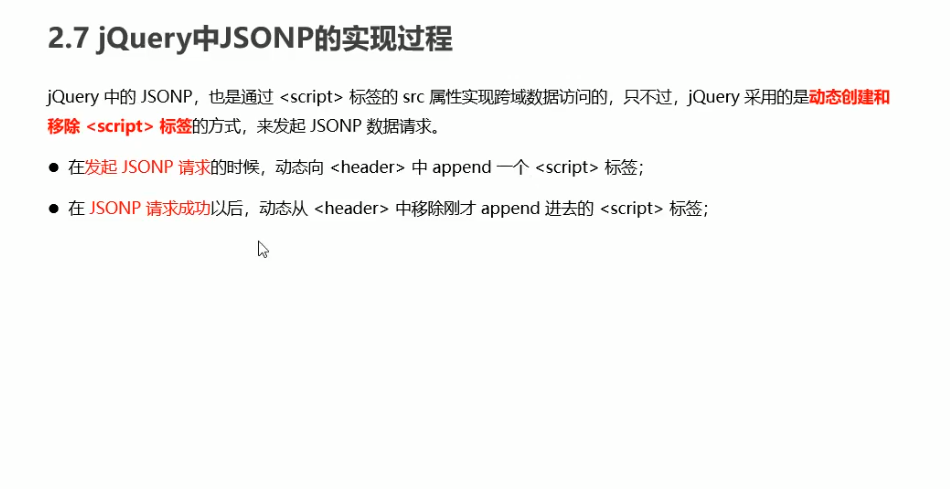 2.7 jQuery中JSONP的实现过程
jQuery 中的 JSONP，也是通过 <script> 标签的 src 属性实现跨域数据访问的，只不过，jQuery 采用的是动态创建和
移除 <script> 标签的方式，来发起 JSONP 数据请求。
● 在发起 JSONP 请求的时候，动态向 <header> 中 append 一个 <script> 标签；
● 在 JSONP 请求成功以后，动态从 <header> 中移除刚才 append 进去的 <script> 标签；